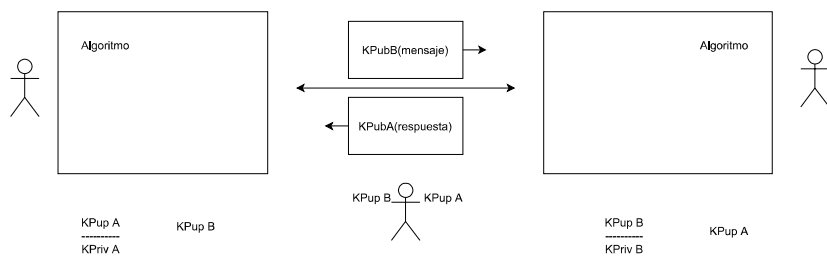 Algoritmo
KPubB(mensaje)
Algoritmo
KPubA(respuesta)
KPup B
KPup A
KPup A
----------
KPriv A
KPup B
KPup B
----------
KPriv B
KPup A